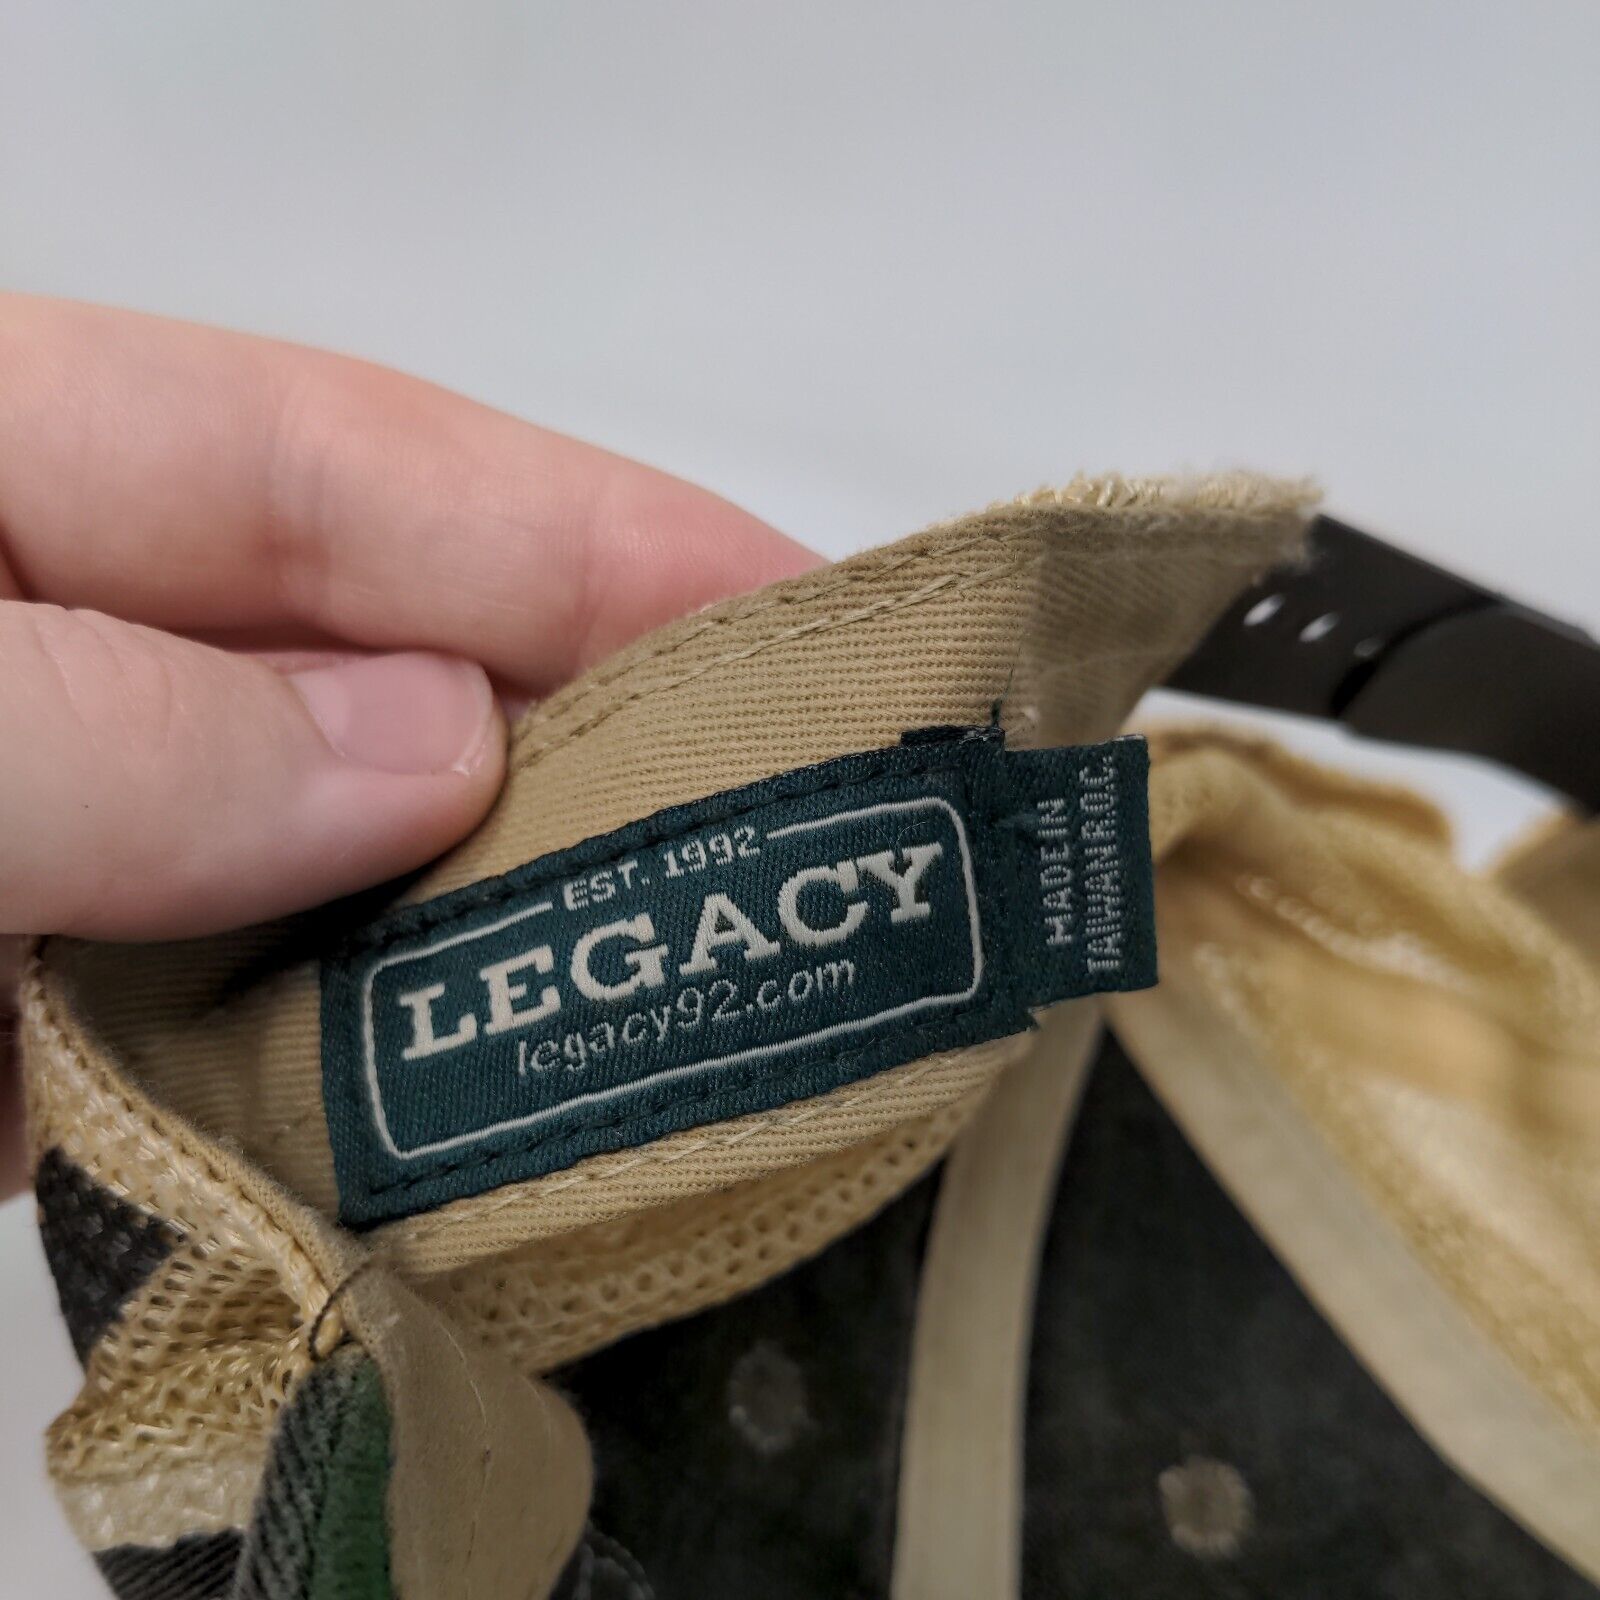 EST. 1992
LEGACY
legacy92.com
MADE IN
TAIWAN R.O.C.